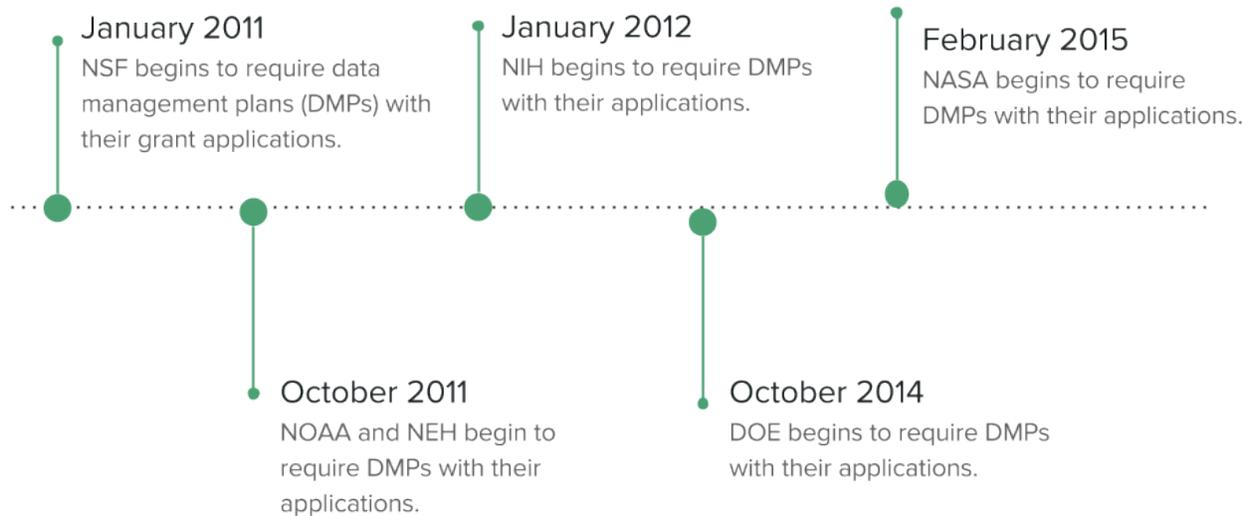 January 2011
NSF begins to require data
management plans (DMPs) with
their grant applications.
October 2011
NOAA and NEH begin to
require DMPs with their
applications.
January 2012
NIH begins to require DMPs
with their applications.
October 2014
DOE begins to require DMPs
with their applications.
February 2015
NASA begins to require
DMPs with their applications.